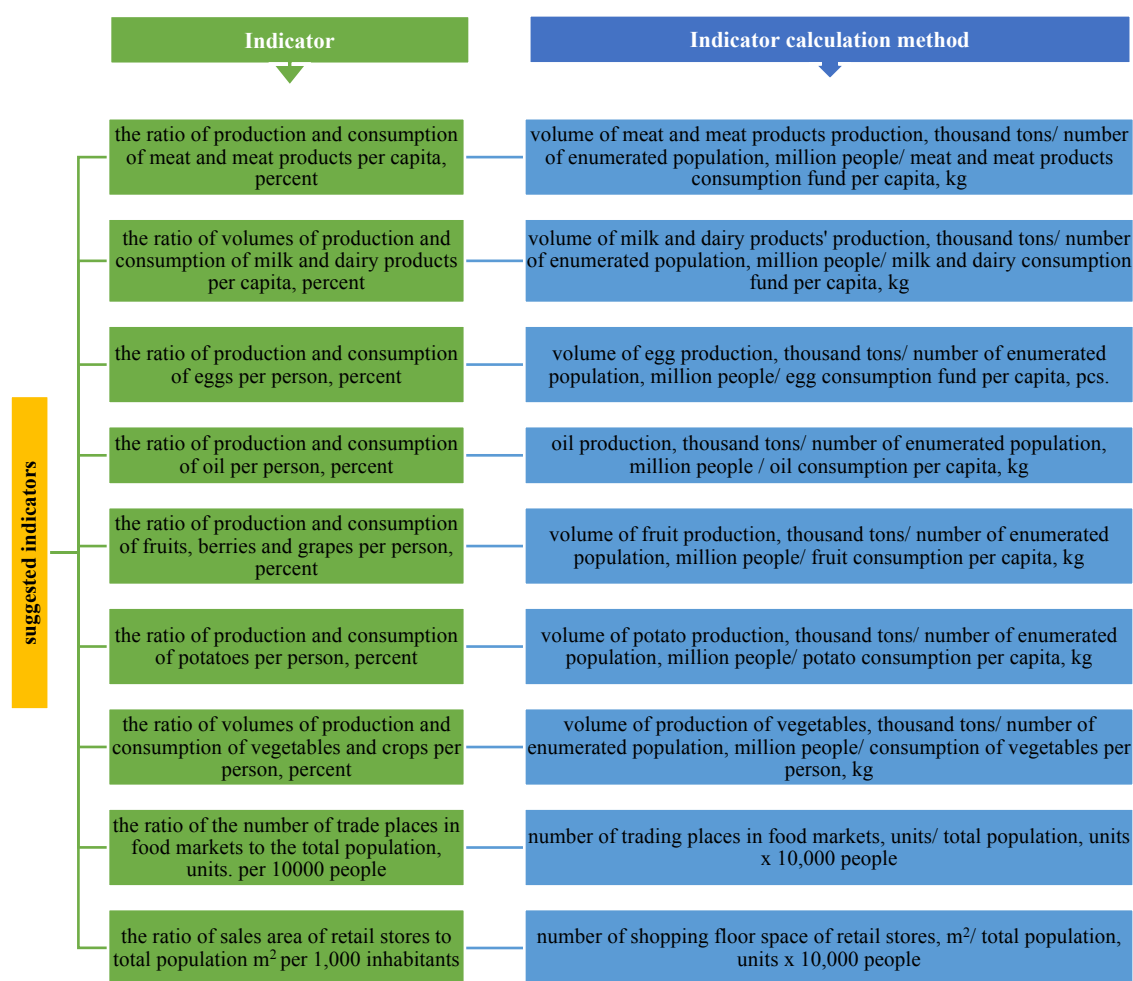 Indicator
Indicator calculation method
suggested indicators
the ratio of production and consumption
of meat and meat products per capita,
percent
volume of meat and meat products production, thousand tons/ number
of enumerated population, million people/ meat and meat products
consumption fund per capita, kg
the ratio of volumes of production and
consumption of milk and dairy products
per capita, percent
volume of milk and dairy products' production, thousand tons/ number
of enumerated population, million people/ milk and dairy consumption
fund per capita, kg
the ratio of production and consumption
of eggs per person, percent
volume of egg production, thousand tons/ number of enumerated
population, million people/ egg consumption fund per capita, pcs.
the ratio of production and consumption
of oil per person, percent
oil production, thousand tons/ number of enumerated population,
million people / oil consumption per capita, kg
the ratio of production and consumption
of fruits, berries and grapes per person,
percent
volume of fruit production, thousand tons/ number of enumerated
population, million people/ fruit consumption per capita, kg
the ratio of production and consumption
of potatoes per person, percent
volume of potato production, thousand tons/ number of enumerated
population, million people/ potato consumption per capita, kg
the ratio of volumes of production and
consumption of vegetables and crops per
person, percent
volume of production of vegetables, thousand tons/ number of
enumerated population, million people/ consumption of vegetables per
person, kg
the ratio of the number of trade places in
food markets to the total population,
units. per 10000 people
number of trading places in food markets, units/ total population, units
x 10,000 people
the ratio of sales area of retail stores to
total population m² per 1,000 inhabitants
number of shopping floor space of retail stores, m²/ total population,
units x 10,000 people